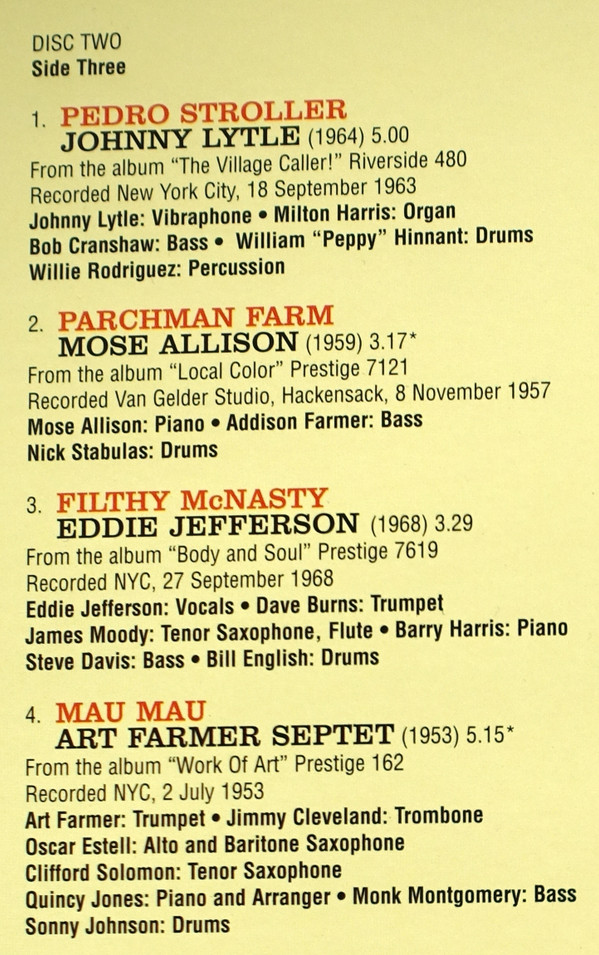 DISC TWO
Side Three
1. PEDRO STROLLER
JOHNNY LYTLE (1964) 5.00
From the album “The Village Caller!” Riverside 480
Recorded New York City, 18 September 1963
Johnny Lytle: Vibraphone • Milton Harris: Organ
Bob Cranshaw: Bass • William “Peppy” Hinnant: Drums
Willie Rodriguez: Percussion
2. PARCHMAN FARM
MOSE ALLISON (1959) 3.17*
From the album “Local Color” Prestige 7121
Recorded Van Gelder Studio, Hackensack, 8 November 1957
Mose Allison: Piano • Addison Farmer: Bass
Nick Stabulas: Drums
3. FILTHY McNASTY
EDDIE JEFFERSON (1968) 3.29
From the album “Body and Soul” Prestige 7619
Recorded NYC, 27 September 1968
Eddie Jefferson: Vocals • Dave Burns: Trumpet
James Moody: Tenor Saxophone, Flute • Barry Harris: Piano
Steve Davis: Bass • Bill English: Drums
4. MAU MAU
ART FARMER SEPTET (1953) 5.15*
From the album “Work Of Art” Prestige 162
Recorded NYC, 2 July 1953
Art Farmer: Trumpet • Jimmy Cleveland: Trombone
Oscar Estell: Alto and Baritone Saxophone
Clifford Solomon: Tenor Saxophone
Quincy Jones: Piano and Arranger • Monk Montgomery: Bass
Sonny Johnson: Drums